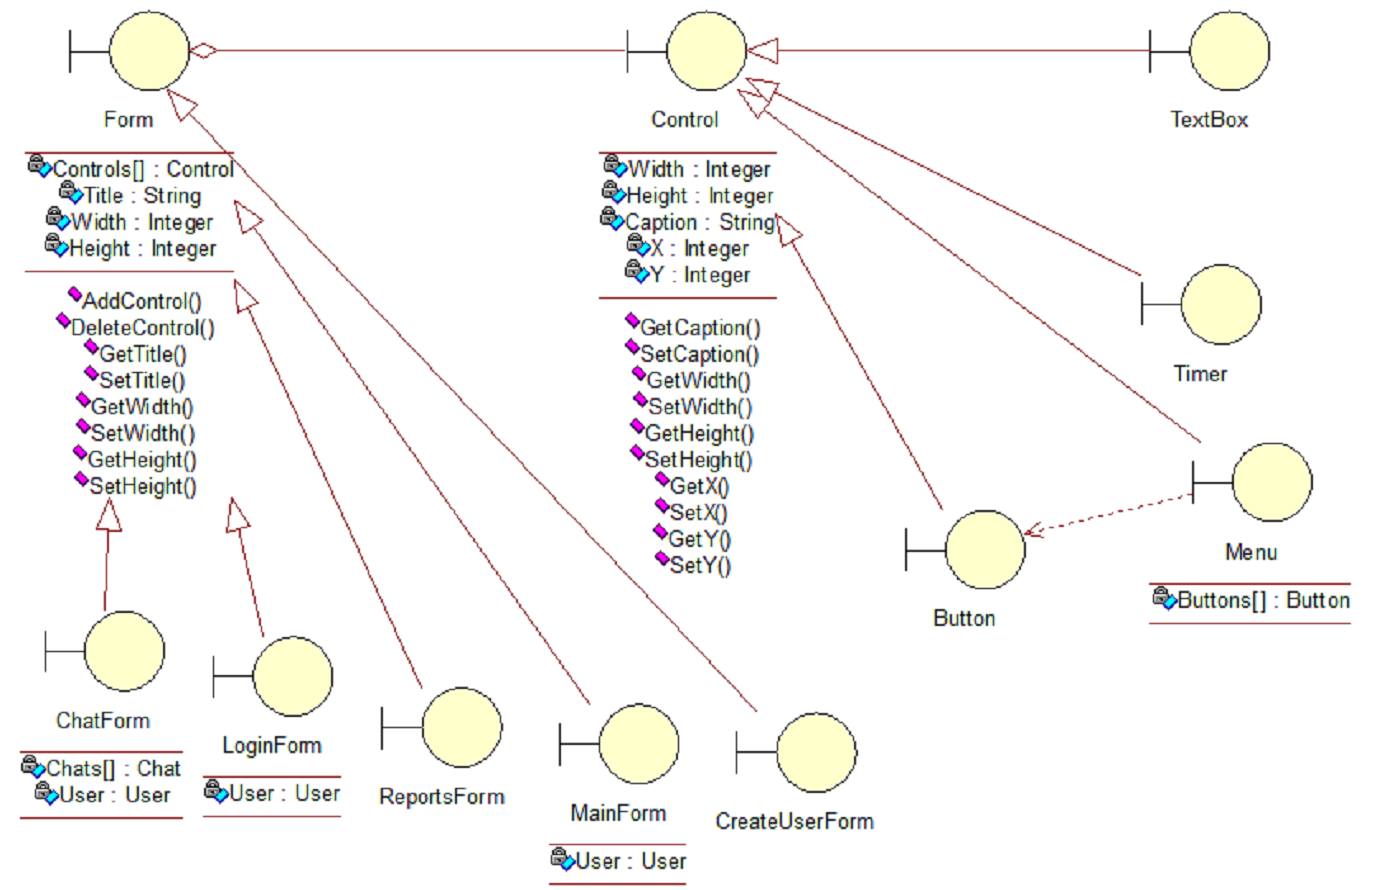 Form
Controls[] : Control
Title : String
Width : Integer
Height : Integer
AddControl()
DeleteControl()
GetTitle()
SetTitle()
GetWidth()
SetWidth()
GetHeight()
SetHeight()
Control
Width : Integer
Height : Integer
Caption : String
X : Integer
Y : Integer
GetCaption()
SetCaption()
GetWidth()
SetWidth()
GetHeight()
SetHeight()
GetX()
SetX()
GetY()
SetY()
TextBox
Timer
Menu
Buttons[] : Button
Button
ChatForm
Chats[] : Chat
User : User
LoginForm
User : User
ReportsForm
MainForm
User : User
CreateUserForm